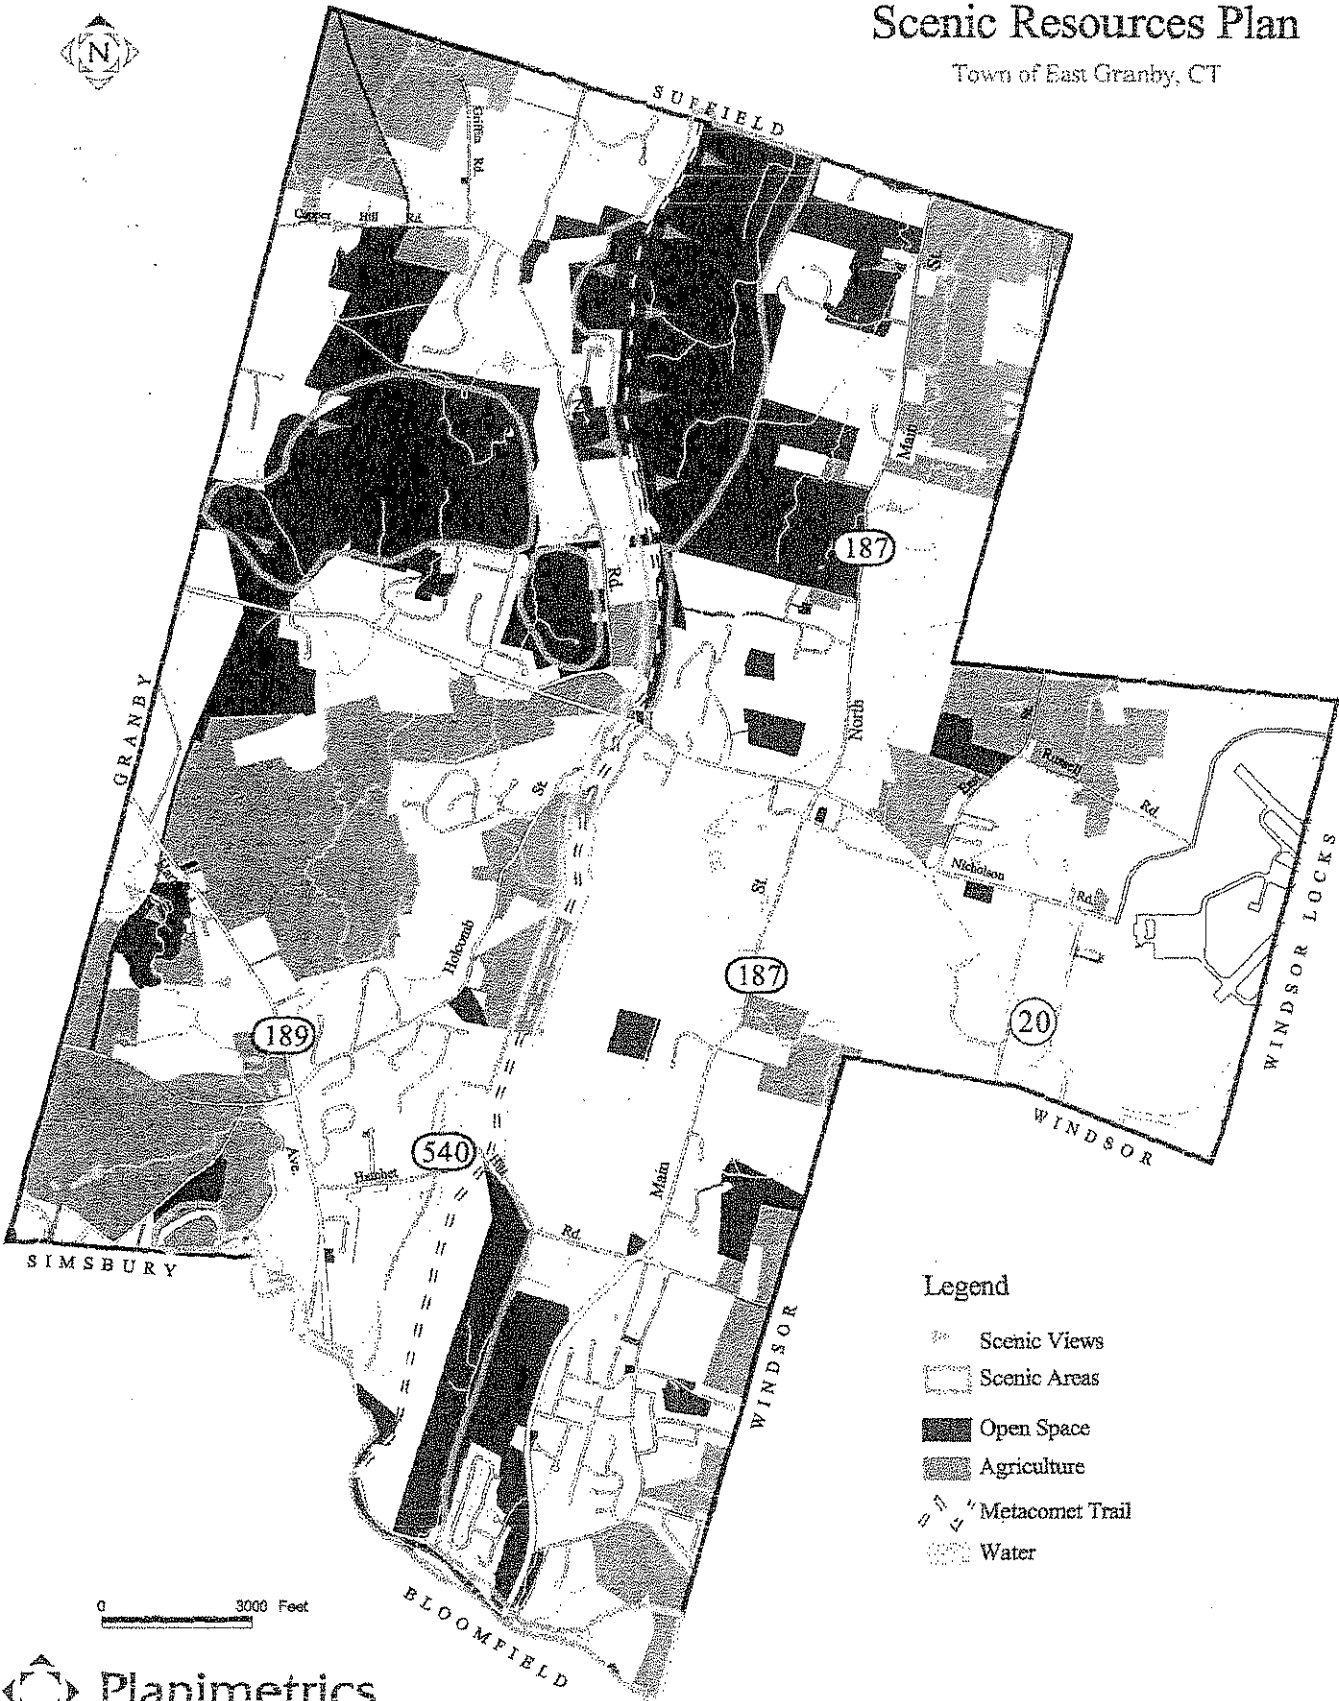 Scenic Resources Plan
Town of East Granby, CT
N
SUFFIELD
Griffin Rd.
Copper Hill Rd.
St.
Main
187
Rd.
GRANBY
North
St.
Russell
Rd.
East
St.
Nicholson
Rd.
St.
Holcomb
187
189
20
WINDSOR LOCKS
WINDSOR
540
Ave.
Hatchet
Hill
Rd.
Main
SIMSBURY
WINDSOR
BLOOMFIELD
Legend
Scenic Views
Scenic Areas
Open Space
Agriculture
Metacomet Trail
Water
0 3000 Feet
Planimetrics